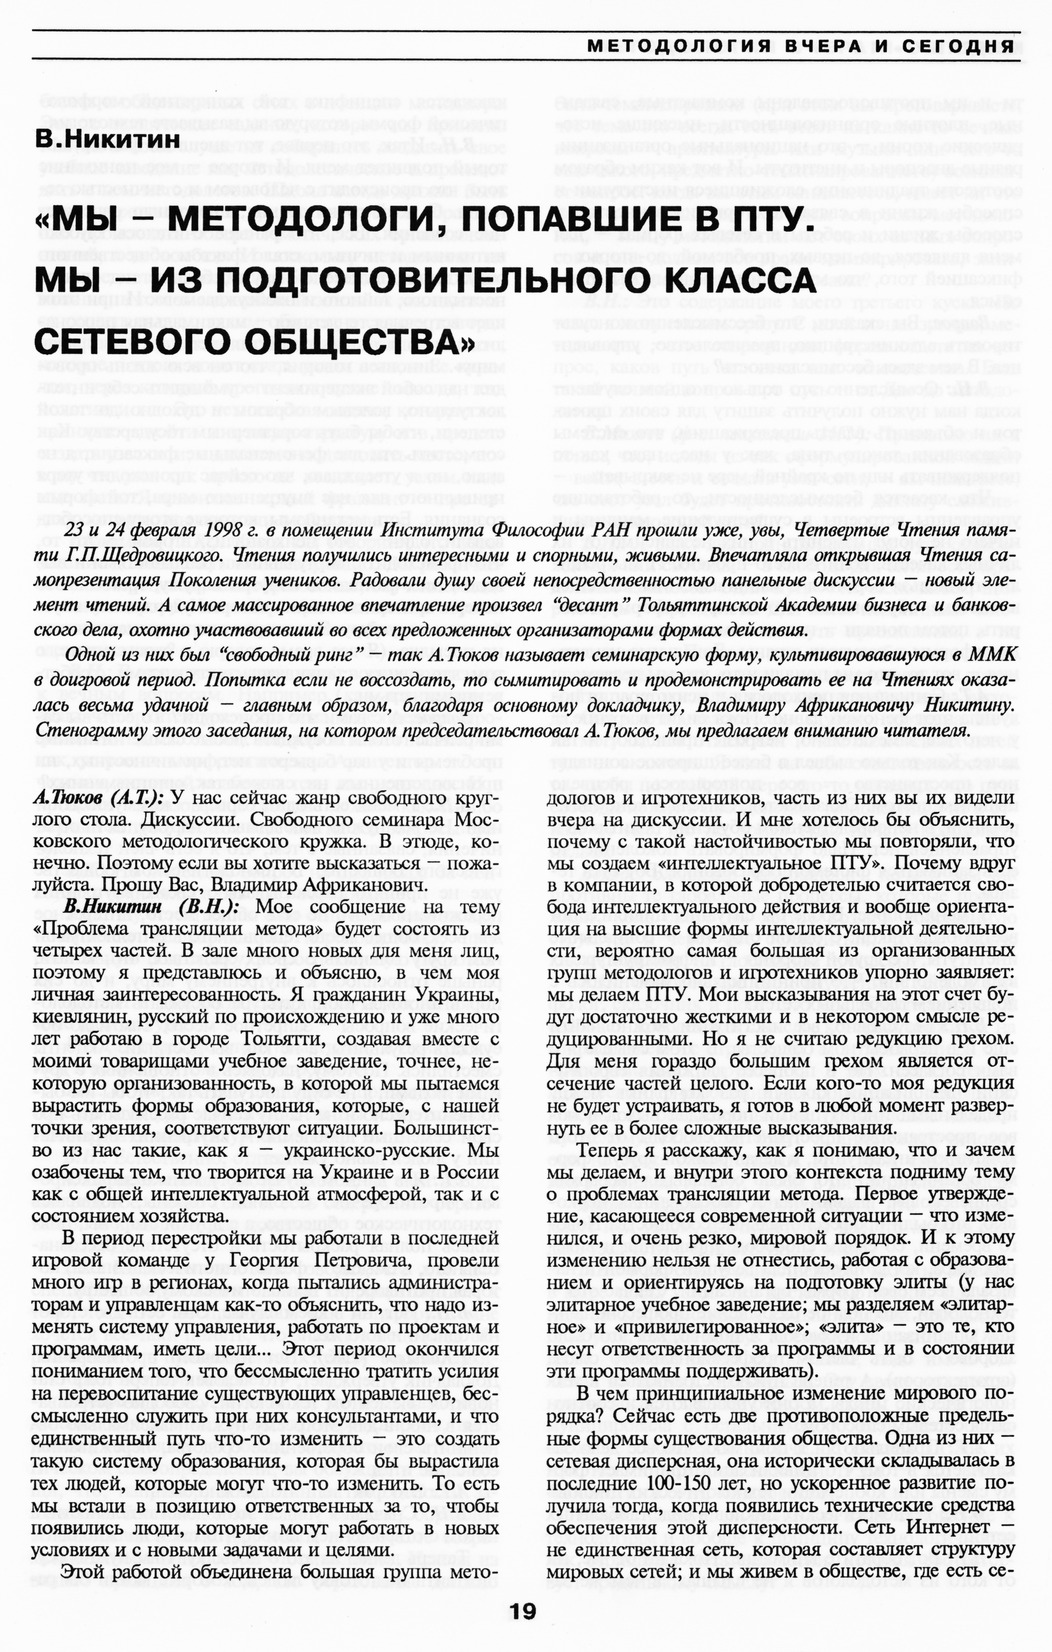 МЕТОДОЛОГИЯ ВЧЕРА И СЕГОДНЯ
В.Никитин
«МЫ – МЕТОДОЛОГИ, ПОПАВШИЕ В ПТУ.
МЫ – ИЗ ПОДГОТОВИТЕЛЬНОГО КЛАССА
СЕТЕВОГО ОБЩЕСТВА»
23 и 24 февраля 1998 г. в помещении Института Философии РАН прошли уже, увы, Четвертые Чтения памя-
ти Г.П.Щедровицкого. Чтения получились интересными и спорными, живыми. Впечатляла открывшая Чтения са-
мопрезентация Поколения учеников. Радовали душу своей непосредственностью панельные дискуссии — новый эле-
мент чтений. А самое массированное впечатление произвел “десант” Тольяттинской Академии бизнеса и банков-
ского дела, охотно участвовавший во всех предложенных организаторами формах действия.
Одной из них был “свободный ринг” — так А.Тюков называет семинарскую форму, культивировавшуюся в ММК
в доигровой период. Попытка если не воссоздать, то сымитировать и продемонстрировать ее на Чтениях оказа-
лась весьма удачной — главным образом, благодаря основному докладчику, Владимиру Африкановичу Никитину.
Стенограмму этого заседания, на котором председательствовал А.Тюков, мы предлагаем вниманию читателя.
А.Тюков (А.Т.): У нас сейчас жанр свободного круг-
лого стола. Дискуссии. Свободного семинара Мос-
ковского методологического кружка. В этюде, ко-
нечно. Поэтому если вы хотите высказаться — пожа-
луйста. Прошу Вас, Владимир Африканович.
В.Никитин (В.Н.): Мое сообщение на тему
«Проблема трансляции метода» будет состоять из
четырех частей. В зале много новых для меня лиц,
поэтому я представлюсь и объясню, в чем моя
личная заинтересованность. Я гражданин Украины,
киевлянин, русский по происхождению и уже много
лет работаю в городе Тольятти, создавая вместе с
моими товарищами учебное заведение, точнее, не-
которую организованность, в которой мы пытаемся
вырастить формы образования, которые, с нашей
точки зрения, соответствуют ситуации. Большинст-
во из нас такие, как я — украинско-русские. Мы
озабочены тем, что творится на Украине и в России
как с общей интеллектуальной атмосферой, так и с
состоянием хозяйства.
В период перестройки мы работали в последней
игровой команде у Георгия Петровича, провели
много игр в регионах, когда пытались администра-
торам и управленцам как-то объяснить, что надо из-
менять систему управления, работать по проектам и
программам, иметь цели... Этот период окончился
пониманием того, что бессмысленно тратить усилия
на перевоспитание существующих управленцев, бес-
смысленно служить при них консультантами, и что
единственный путь что-то изменить — это создать
такую систему образования, которая бы вырастила
тех людей, которые могут что-то изменить. То есть
мы встали в позицию ответственных за то, чтобы
появились люди, которые могут работать в новых
условиях и с новыми задачами и целями.
Этой работой объединена большая группа мето-
дологов и игротехников, часть из них вы их видели
вчера на дискуссии. И мне хотелось бы объяснить,
почему с такой настойчивостью мы повторяли, что
мы создаем «интеллектуальное ПТУ». Почему вдруг
в компании, в которой добродетелью считается сво-
бода интеллектуального действия и вообще ориента-
ция на высшие формы интеллектуальной деятельно-
сти, вероятно самая большая из организованных
групп методологов и игротехников упорно заявляет:
мы делаем ПТУ. Мои высказывания на этот счет бу-
дут достаточно жесткими и в некотором смысле ре-
дуцированными. Но я не считаю редукцию грехом.
Для меня гораздо большим грехом является от-
сечение частей целого. Если кого-то моя редукция
не будет устраивать, я готов в любой момент развер-
нуть ее в более сложные высказывания.
Теперь я расскажу, как я понимаю, что и зачем
мы делаем, и внутри этого контекста подниму тему
о проблемах трансляции метода. Первое утвержде-
ние, касающееся современной ситуации — что изме-
нился, и очень резко, мировой порядок. И к этому
изменению нельзя не отнестись, работая с образова-
нием и ориентируясь на подготовку элиты (у нас
элитарное учебное заведение; мы разделяем «элитар-
ное» и «привилегированное»; «элита» — это те, кто
несут ответственность за программы и в состоянии
эти программы поддерживать).
В чем принципиальное изменение мирового по-
рядка? Сейчас есть две противоположные предель-
ные формы существования общества. Одна из них —
сетевая дисперсная, она исторически складывалась в
последние 100-150 лет, но ускоренное развитие по-
лучила тогда, когда появились технические средства
обеспечения этой дисперсности. Сеть Интернет —
не единственная сеть, которая составляет структуру
мировых сетей; и мы живем в обществе, где есть се-
19